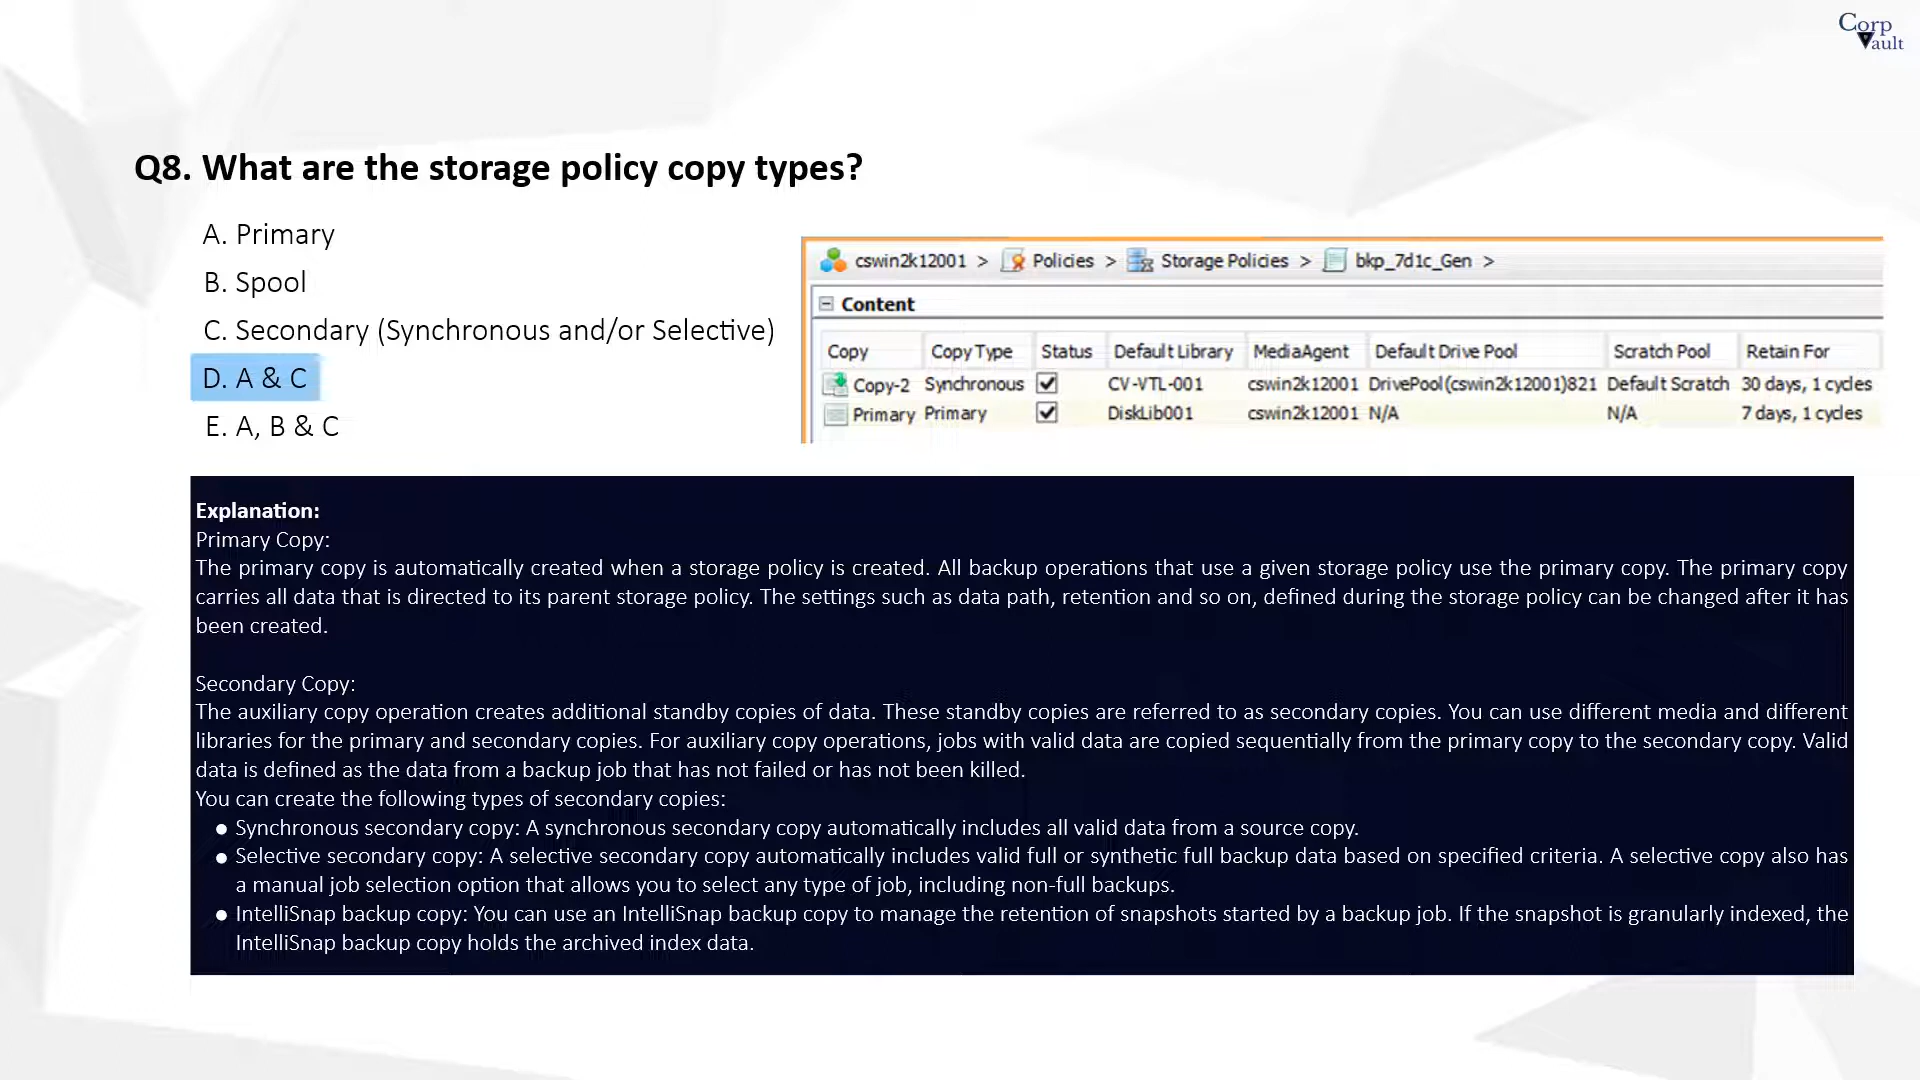 Corp
Vault
Q8. What are the storage policy copy types?
A. Primary
B. Spool
C. Secondary (Synchronous and/or Selective)
D. A & C
E. A, B & C
cswin2k12001 > Policies > Storage Policies > bkp_7d1c_Gen >
Content
Copy Copy Type Status Default Library MediaAgent Default Drive Pool Scratch Pool Retain For
Copy-2 Synchronous CV-VTL-001 cswin2k12001 DrivePool(cswin2k12001)821 Default Scratch 30 days, 1 cycles
Primary Primary DiskLib001 cswin2k12001 N/A N/A 7 days, 1 cycles
Explanation:
Primary Copy:
The primary copy is automatically created when a storage policy is created. All backup operations that use a given storage policy use the primary copy. The primary copy
carries all data that is directed to its parent storage policy. The settings such as data path, retention and so on, defined during the storage policy can be changed after it has
been created.
Secondary Copy:
The auxiliary copy operation creates additional standby copies of data. These standby copies are referred to as secondary copies. You can use different media and different
libraries for the primary and secondary copies. For auxiliary copy operations, jobs with valid data are copied sequentially from the primary copy to the secondary copy. Valid
data is defined as the data from a backup job that has not failed or has not been killed.
You can create the following types of secondary copies:
● Synchronous secondary copy: A synchronous secondary copy automatically includes all valid data from a source copy.
● Selective secondary copy: A selective secondary copy automatically includes valid full or synthetic full backup data based on specified criteria. A selective copy also has
a manual job selection option that allows you to select any type of job, including non-full backups.
● IntelliSnap backup copy: You can use an IntelliSnap backup copy to manage the retention of snapshots started by a backup job. If the snapshot is granularly indexed, the
IntelliSnap backup copy holds the archived index data.